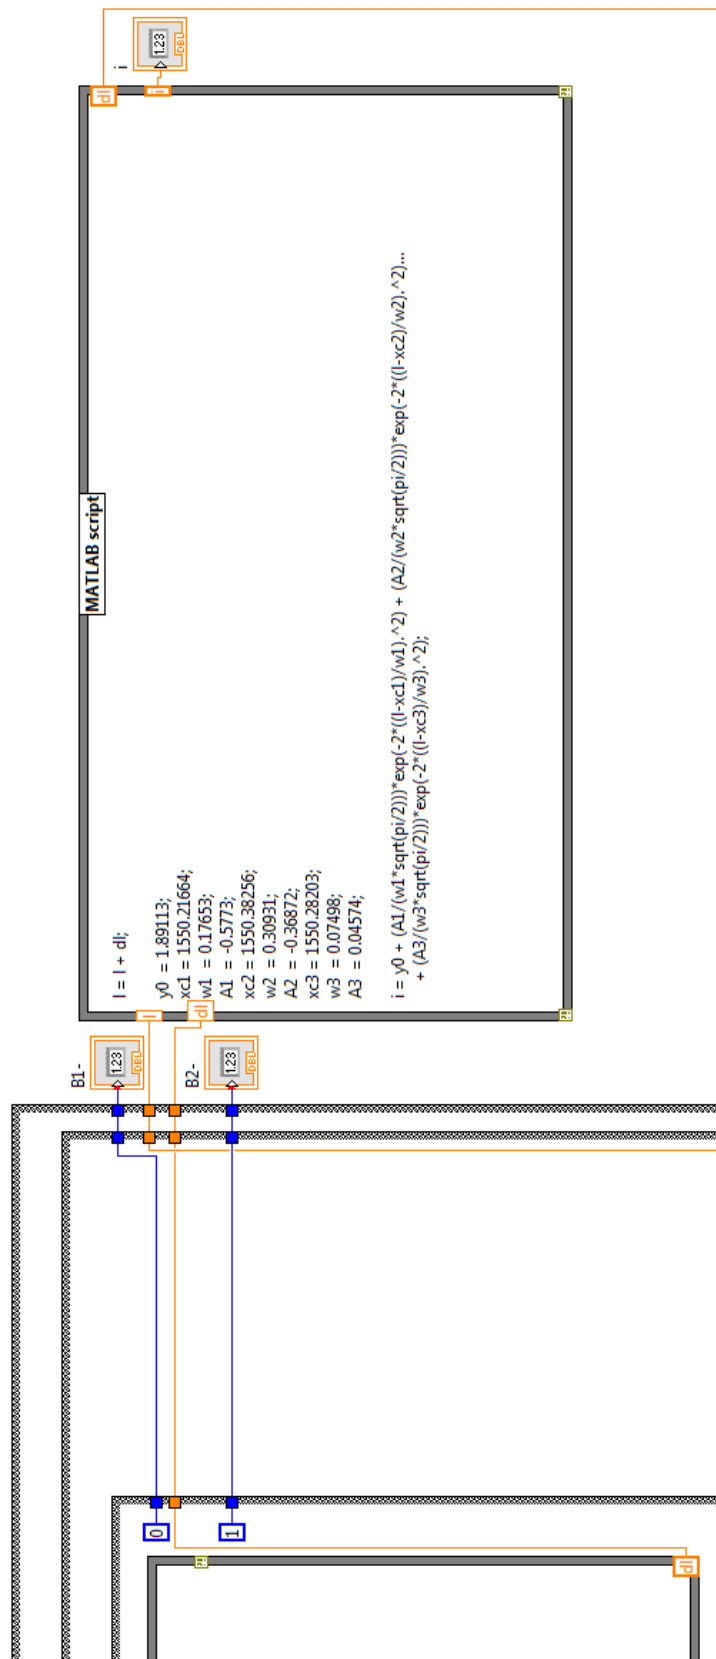 MATLAB script
l = l + dl;
y0 = 1.89113;
xc1 = 1550.21664;
w1 = 0.17653;
A1 = -0.5773;
xc2 = 1550.38256;
w2 = 0.30931;
A2 = -0.36872;
xc3 = 1550.28203;
w3 = 0.07498;
A3 = 0.04574;
i = y0 + (A1/(w1*sqrt(pi/2)))*exp(-2*((l-xc1)/w1).^2) + (A2/(w2*sqrt(pi/2)))*exp(-2*((l-xc2)/w2).^2)...
+ (A3/(w3*sqrt(pi/2)))*exp(-2*((l-xc3)/w3).^2);
dl
i
i
1.23
DBL
l
dl
B1-
1.23
DBL
B2-
1.23
DBL
0
1
dl